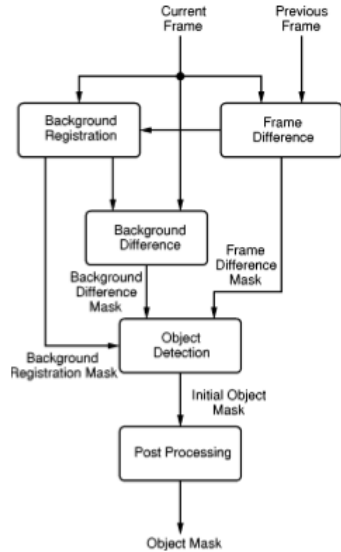 Current
Frame
Previous
Frame
Background
Registration
Frame
Difference
Background
Difference
Background
Difference
Mask
Frame
Difference
Mask
Object
Detection
Background
Registration Mask
Initial Object
Mask
Post Processing
Object Mask